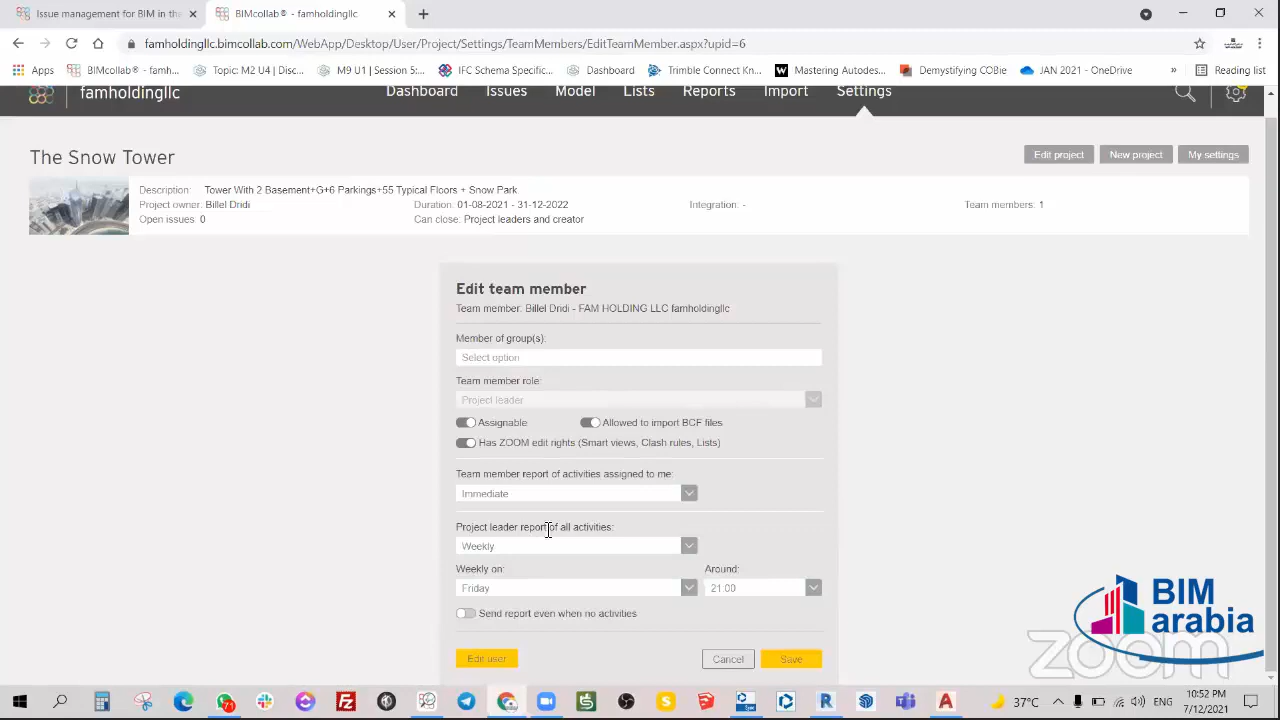 Issue management for BIM in the
BIMcollab® - famholdingllc
famholdingllc.bimcollab.com/WebApp/Desktop/User/Project/Settings/TeamMembers/EditTeamMember.aspx?upid=6
Apps
BIMcollab® - famh...
Topic: M2 U4 | Disc...
M9 U1 | Session 5:...
IFC Schema Specific...
Dashboard
Trimble Connect Kn...
Mastering Autodes...
Demystifying COBie
JAN 2021 - OneDrive
»
Reading list
famholdingllc
Dashboard
Issues
Model
Lists
Reports
Import
Settings
The Snow Tower
Edit project
New project
My settings
Description: Tower With 2 Basement+G+6 Parkings+55 Typical Floors + Snow Park
Project owner: Billel Dridi Duration: 01-08-2021 - 31-12-2022 Integration: - Team members: 1
Open issues: 0 Can close: Project leaders and creator
Edit team member
Team member: Billel Dridi - FAM HOLDING LLC famholdingllc
Member of group(s):
Select option
Team member role:
Project leader
Assignable Allowed to import BCF files
Has ZOOM edit rights (Smart views, Clash rules, Lists)
Team member report of activities assigned to me:
Immediate
Project leader report of all activities:
Weekly
Weekly on: Around:
Friday 21:00
Send report even when no activities
Edit user
Cancel
Save
BIM
arabia
zoom
37°C
ENG
10:52 PM
7/12/2021